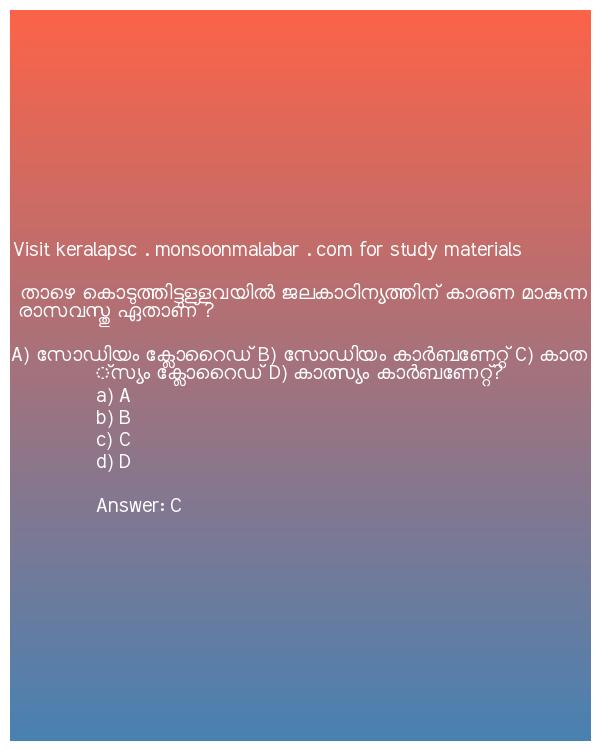 Visit keralapsc . monsoonmalabar . com for study materials
താഴെ കൊടുത്തിട്ടുള്ളവയിൽ ജലകാഠിന്യത്തിന് കാരണ മാകുന്ന
രാസവസ്തു ഏതാണ് ?
A) സോഡിയം ക്ലോറൈഡ് B) സോഡിയം കാർബണേറ്റ് C) കാത
്സ്യം ക്ലോറൈഡ് D) കാത്സ്യം കാർബണേറ്റ്?
a) A
b) B
c) C
d) D
Answer: C